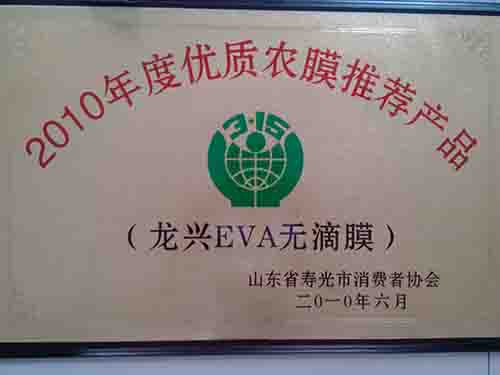 2010年度优质农膜推荐产品
3·15
（龙兴EVA无滴膜）
山东省寿光市消费者协会
二0一0年六月